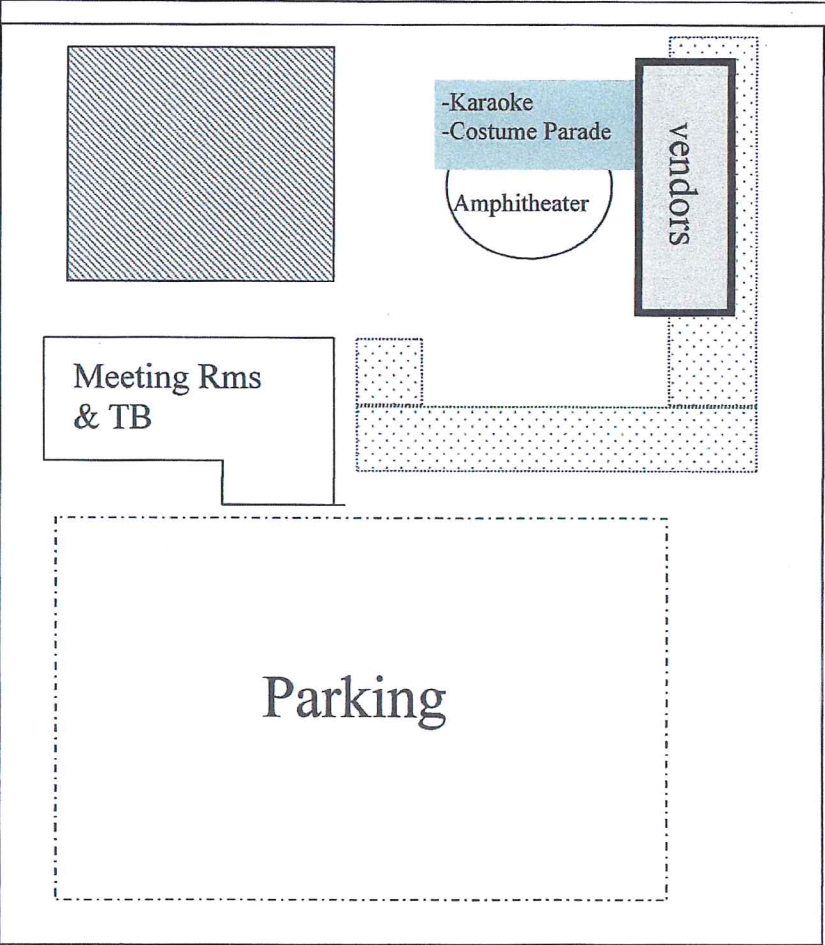 -Karaoke
-Costume Parade
Amphitheater
vendors
Meeting Rms
& TB
Parking